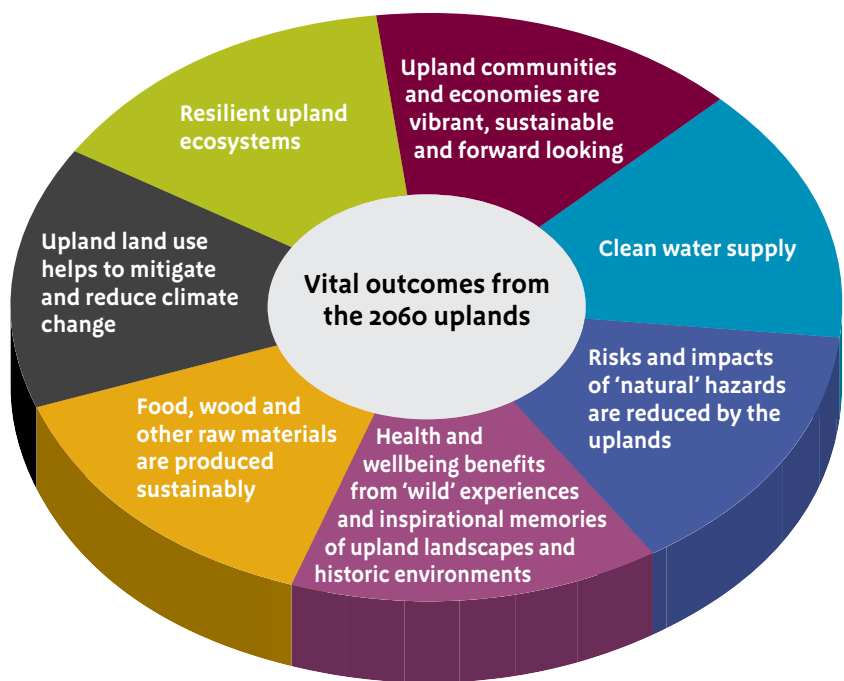 Vital outcomes from
the 2060 uplands
Upland communities
and economies are
vibrant, sustainable
and forward looking
Clean water supply
Risks and impacts
of ‘natural’ hazards
are reduced by the
uplands
Health and
wellbeing benefits
from ‘wild’ experiences
and inspirational memories
of upland landscapes and
historic environments
Food, wood and
other raw materials
are produced
sustainably
Upland land use
helps to mitigate
and reduce climate
change
Resilient upland
ecosystems